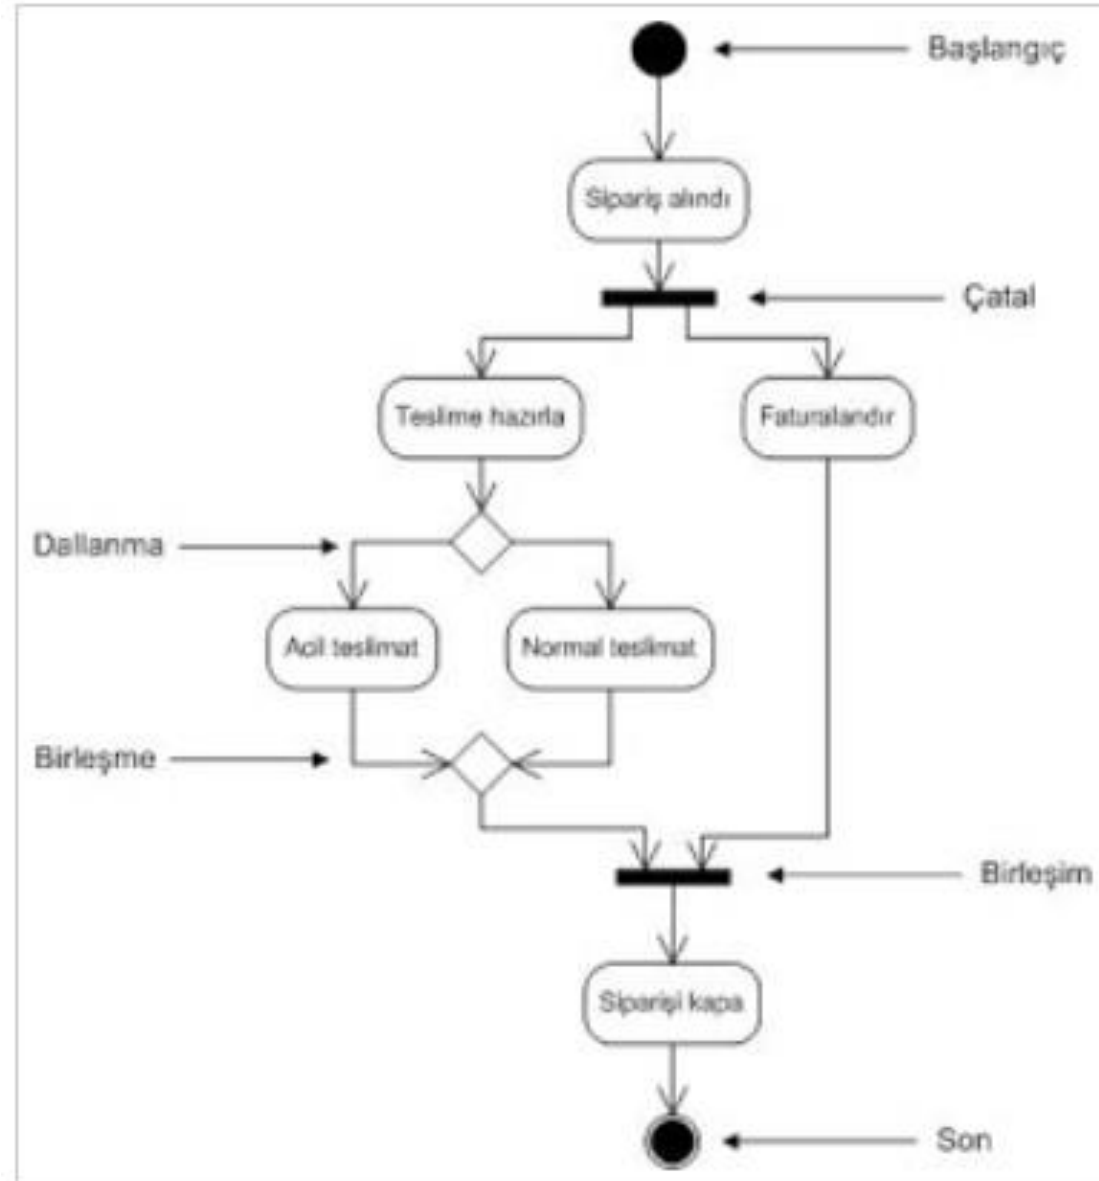 Başlangıç
Sipariş alındı
Çatal
Teslime hazırla
Faturalandır
Dallanma
Acil teslimat
Normal teslimat
Birleşme
Birleşim
Siparişi kapa
Son